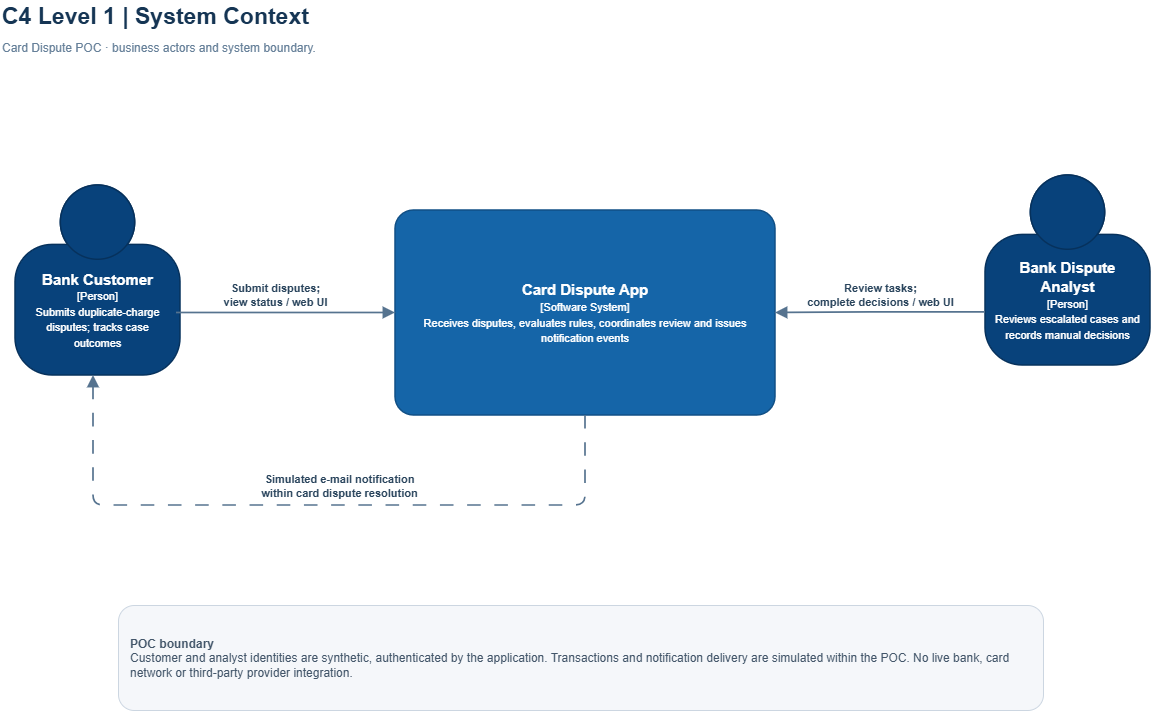 C4 Level 1 | System Context
Card Dispute POC · business actors and system boundary.
Bank Customer
[Person]
Submits duplicate-charge
disputes; tracks case
outcomes
Submit disputes;
view status / web UI
Card Dispute App
[Software System]
Receives disputes, evaluates rules, coordinates review and issues
notification events
Review tasks;
complete decisions / web UI
Bank Dispute
Analyst
[Person]
Reviews escalated cases and
records manual decisions
Simulated e-mail notification
within card dispute resolution
POC boundary
Customer and analyst identities are synthetic, authenticated by the application. Transactions and notification delivery are simulated within the POC. No live bank, card
network or third-party provider integration.